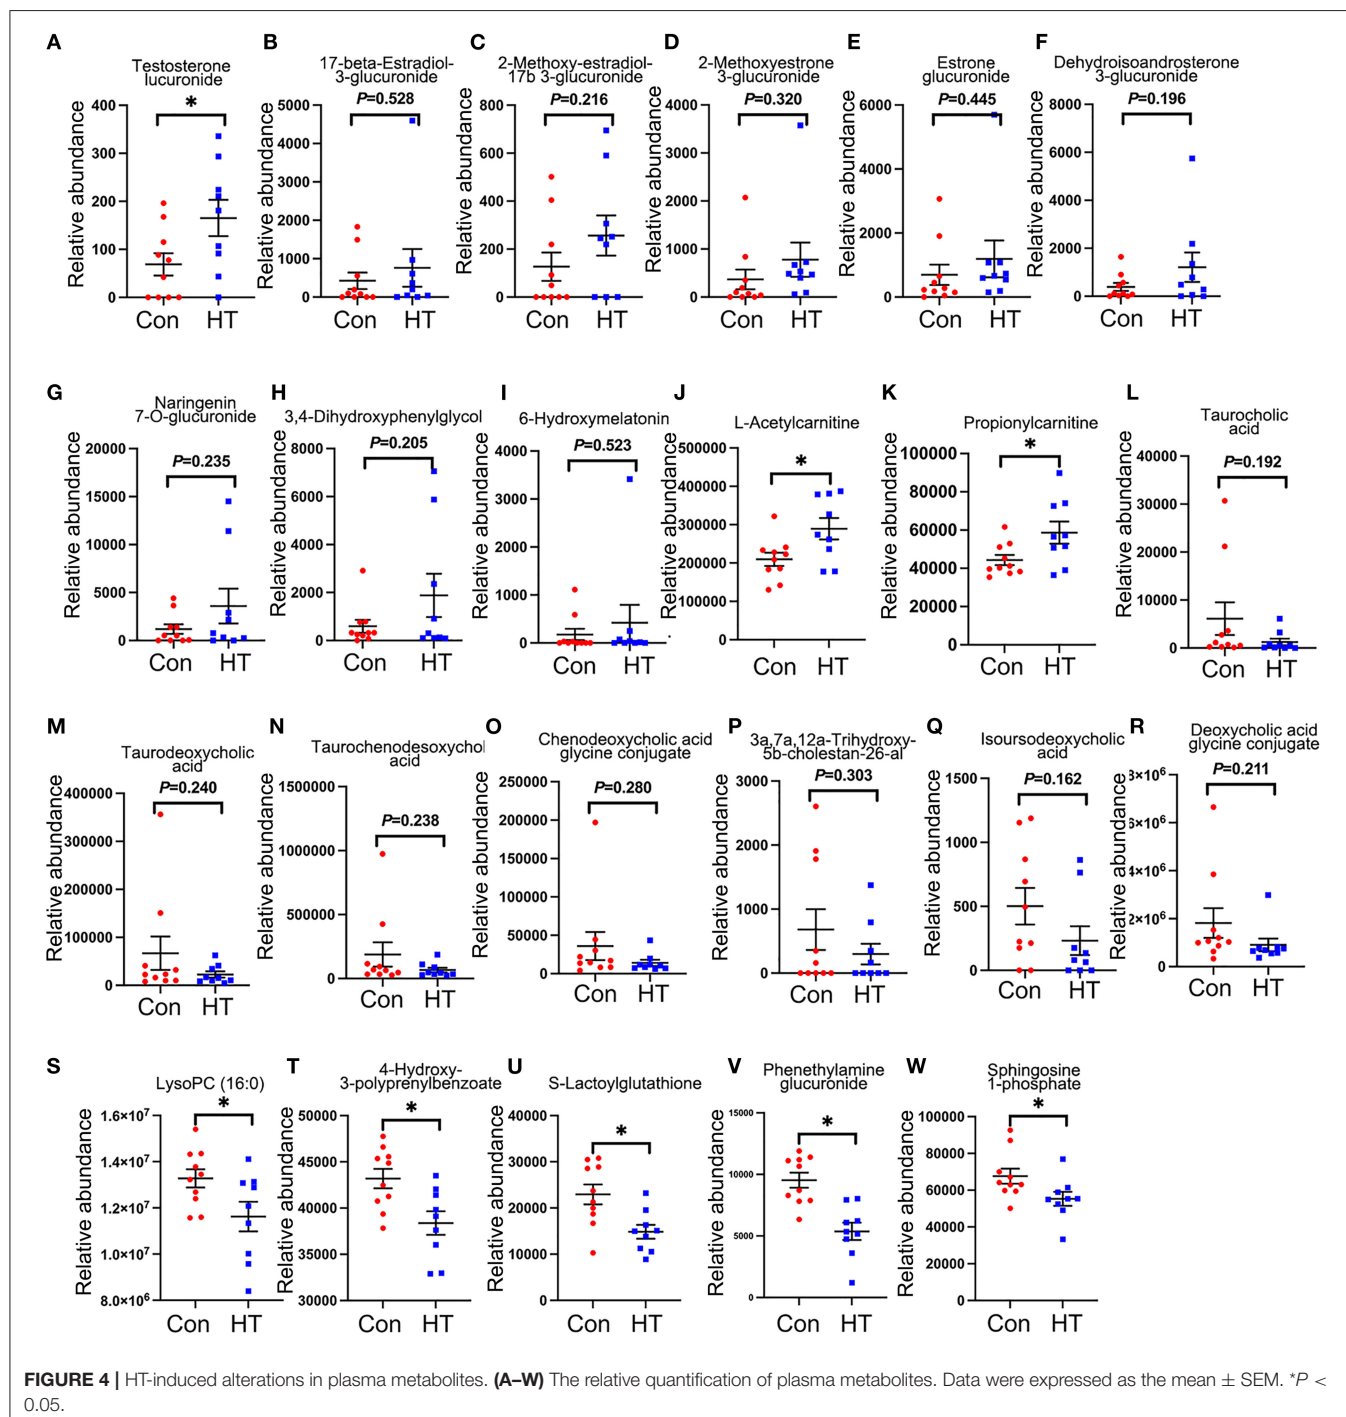 A
Testosterone
lucuronide
*
Relative abundance
400
300
200
100
0
Con HT
B
17-beta-Estradiol-
3-glucuronide
P=0.528
Relative abundance
5000
4000
3000
2000
1000
0
Con HT
C
2-Methoxy-estradiol-
17b 3-glucuronide
P=0.216
Relative abundance
800
600
400
200
0
Con HT
D
2-Methoxyestrone
3-glucuronide
P=0.320
Relative abundance
4000
3000
2000
1000
0
Con HT
E
Estrone
glucuronide
P=0.445
Relative abundance
6000
4000
2000
0
Con HT
F
Dehydroisoandrosterone
3-glucuronide
P=0.196
Relative abundance
8000
6000
4000
2000
0
Con HT
G
Naringenin
7-O-glucuronide
P=0.235
Relative abundance
20000
15000
10000
5000
0
Con HT
H
3,4-Dihydroxyphenylglycol
P=0.205
Relative abundance
8000
6000
4000
2000
0
Con HT
I
6-Hydroxymelatonin
P=0.523
Relative abundance
4000
3000
2000
1000
0
Con HT
J
L-Acetylcarnitine
*
Relative abundance
500000
400000
300000
200000
100000
0
Con HT
K
Propionylcarnitine
*
Relative abundance
100000
80000
60000
40000
20000
0
Con HT
L
Taurocholic
acid
P=0.192
Relative abundance
40000
30000
20000
10000
0
Con HT
M
Taurodeoxycholic
acid
P=0.240
Relative abundance
400000
300000
200000
100000
0
Con HT
N
Taurochenodesoxychol
acid
P=0.238
Relative abundance
1500000
1000000
500000
0
Con HT
O
Chenodeoxycholic acid
glycine conjugate
P=0.280
Relative abundance
250000
200000
150000
100000
50000
0
Con HT
P
3a,7a,12a-Trihydroxy-
5b-cholestan-26-al
P=0.303
Relative abundance
3000
2000
1000
0
Con HT
Q
Isoursodeoxycholic
acid
P=0.162
Relative abundance
1500
1000
500
0
Con HT
R
Deoxycholic acid
glycine conjugate
P=0.211
Relative abundance
8×10⁶
6×10⁶
4×10⁶
2×10⁶
0
Con HT
S
LysoPC (16:0)
*
Relative abundance
1.6×10⁷
1.4×10⁷
1.2×10⁷
1.0×10⁷
8.0×10⁶
Con HT
T
4-Hydroxy-
3-polyprenylbenzoate
*
Relative abundance
50000
45000
40000
35000
30000
Con HT
U
S-Lactoylglutathione
*
Relative abundance
40000
30000
20000
10000
0
Con HT
V
Phenethylamine
glucuronide
*
Relative abundance
15000
10000
5000
0
Con HT
W
Sphingosine
1-phosphate
*
Relative abundance
100000
80000
60000
40000
20000
0
Con HT
FIGURE 4 | HT-induced alterations in plasma metabolites. (A–W) The relative quantification of plasma metabolites. Data were expressed as the mean ± SEM. *P <
0.05.